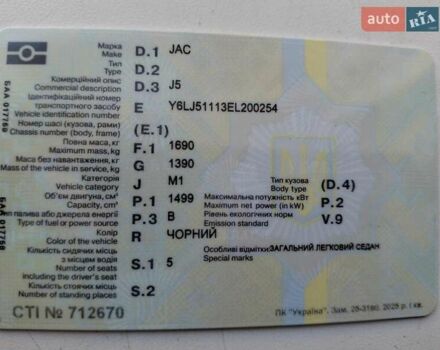 auto RIA
БАА 017759
Марка D.1 JAC
Make
Тип D.2
Type
Комерційний опис D.3 J5
Commercial description
Ідентифікаційний номер
транспортного засобу E Y6LJ51113EL200254
Vehicle identification number
Номер шасі (кузова, рами) (E.1)
Chassis number (body, frame)
Повна маса, кг F.1 1690
Maximum mass, kg
Маса без навантаження, кг G 1390
Mass of the vehicle in service, kg
Категорія J M1 Тип кузова (D.4)
Vehicle category Body type
Об'єм двигуна, см³ P.1 1499 Максимальна потужність кВт P.2
Capacity, cm³ Maximum net power (in kW)
ип палива або джерела енергії P.3 B Рівень екологічних норм V.9
Type of fuel or power source Emission standard
Колір R ЧОРНИЙ
Color of the vehicle Особливі відмітки ЗАГАЛЬНИЙ ЛЕГКОВИЙ СЕДАН
Кількість сидячих місць Special marks
з місцем водія S.1 5
Number of seats
including the driver's seat
Кількість стоячих місць S.2
Number of standing places
СТІ № 712670
ПК "Україна". Зам. 25-3180. 2025 р. I кв.